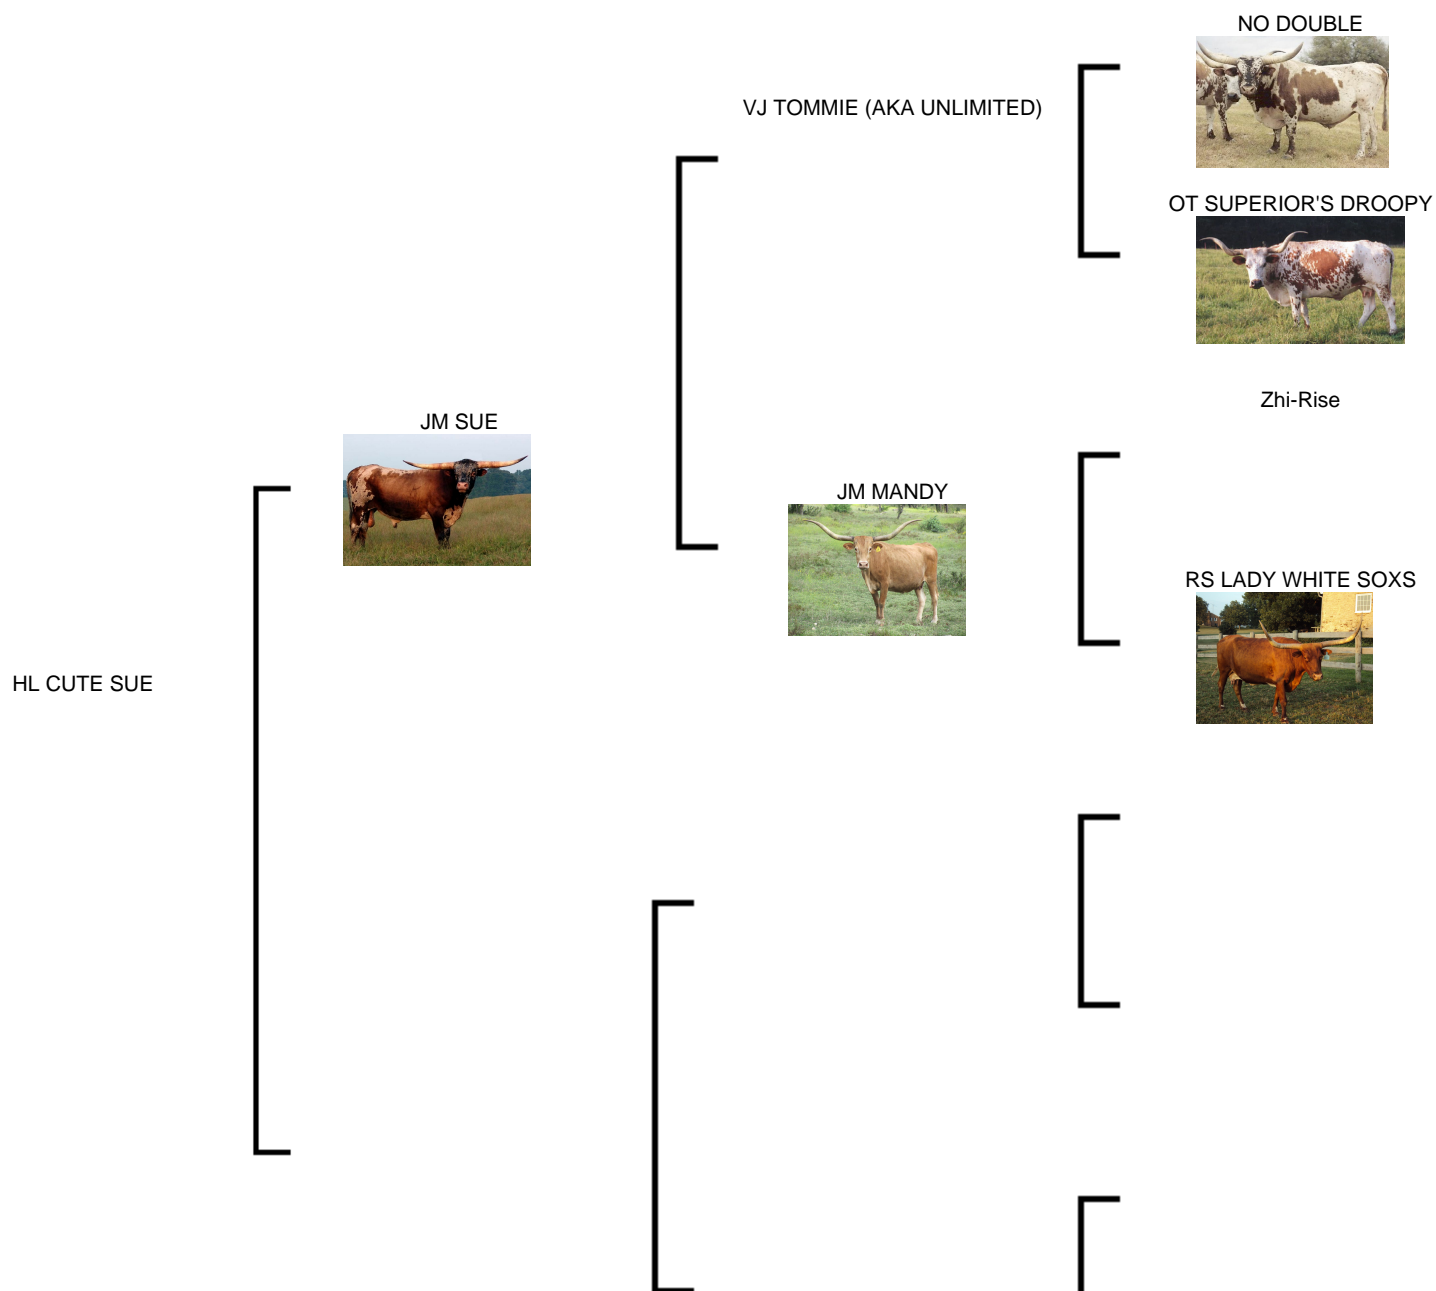 NO DOUBLE
VJ TOMMIE (AKA UNLIMITED)
OT SUPERIOR'S DROOPY
Zhi-Rise
JM SUE
JM MANDY
RS LADY WHITE SOXS
HL CUTE SUE